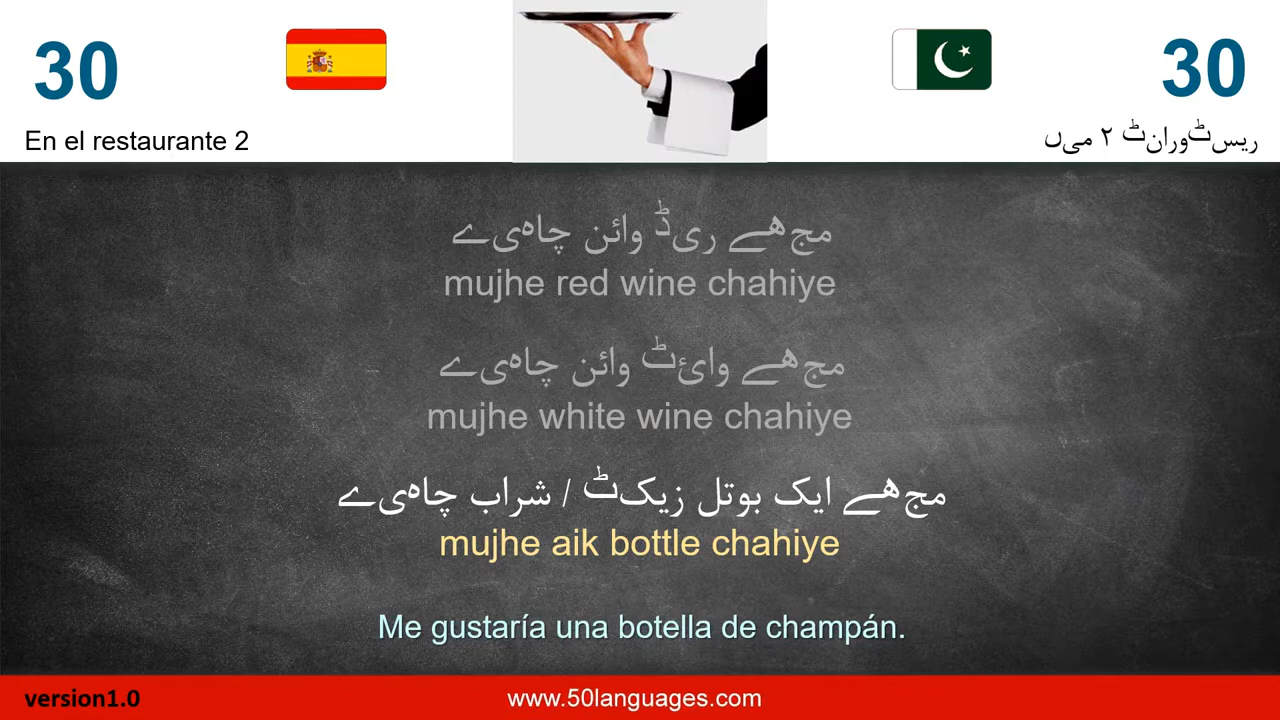 30
30
En el restaurante 2
ریسٹورانٹ ۲ میں
مجھے ریڈ وائن چاہیے
mujhe red wine chahiye
مجھے وائٹ وائن چاہیے
mujhe white wine chahiye
مجھے ایک بوتل زیکٹ / شراب چاہیے
mujhe aik bottle chahiye
Me gustaría una botella de champán.
version1.0
www.50languages.com